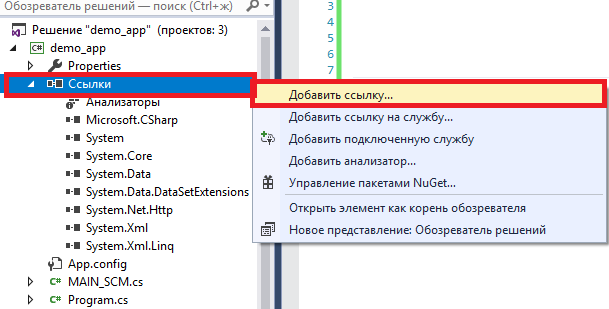 Обозреватель решений — поиск (Ctrl+ж)
Решение "demo_app" (проектов: 3)
C# demo_app
Properties
Ссылки
Анализаторы
Microsoft.CSharp
System
System.Core
System.Data
System.Data.DataSetExtensions
System.Net.Http
System.Xml
System.Xml.Linq
App.config
C# MAIN_SCM.cs
C# Program.cs
3
4
5
6
7
Добавить ссылку...
Добавить ссылку на службу...
Добавить подключенную службу
Добавить анализатор...
Управление пакетами NuGet...
Открыть элемент как корень обозревателя
Новое представление: Обозреватель решений